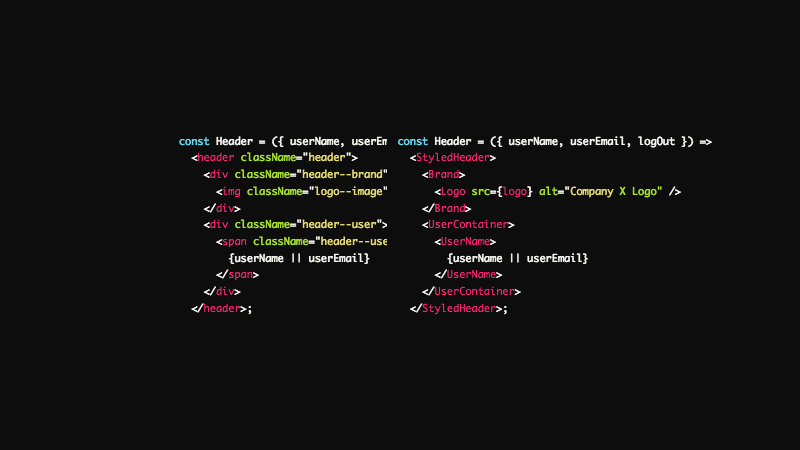 const Header = ({ userName, userEm
<header className="header">
<div className="header--brand"
<img className="logo--image"
</div>
<div className="header--user">
<span className="header--use
{userName || userEmail}
</span>
</div>
</header>;
const Header = ({ userName, userEmail, logOut }) =>
<StyledHeader>
<Brand>
<Logo src={logo} alt="Company X Logo" />
</Brand>
<UserContainer>
<UserName>
{userName || userEmail}
</UserName>
</UserContainer>
</StyledHeader>;